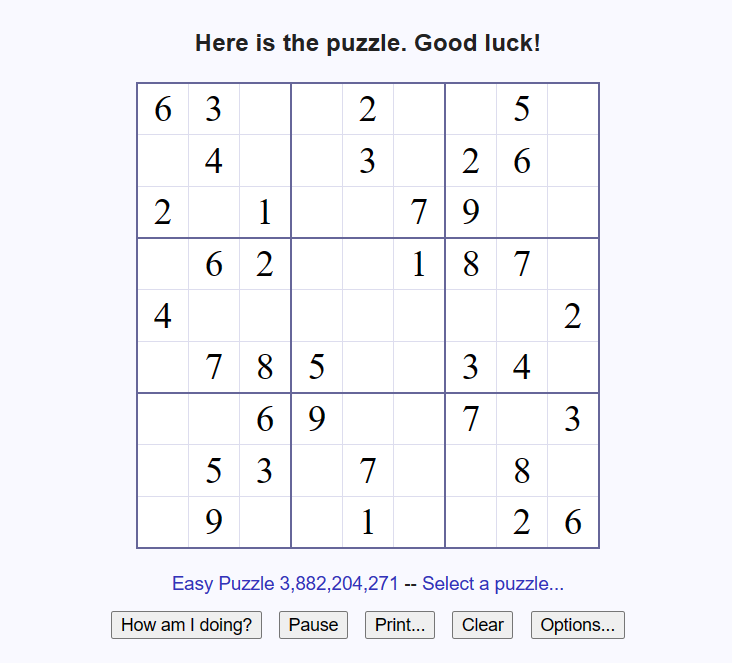 Here is the puzzle. Good luck!
6 3 2 5
4 3 2 6
2 1 7 9
6 2 1 8 7
4 2
7 8 5 3 4
6 9 7 3
5 3 7 8
9 1 2 6
Easy Puzzle 3,882,204,271 -- Select a puzzle...
How am I doing? Pause Print... Clear Options...